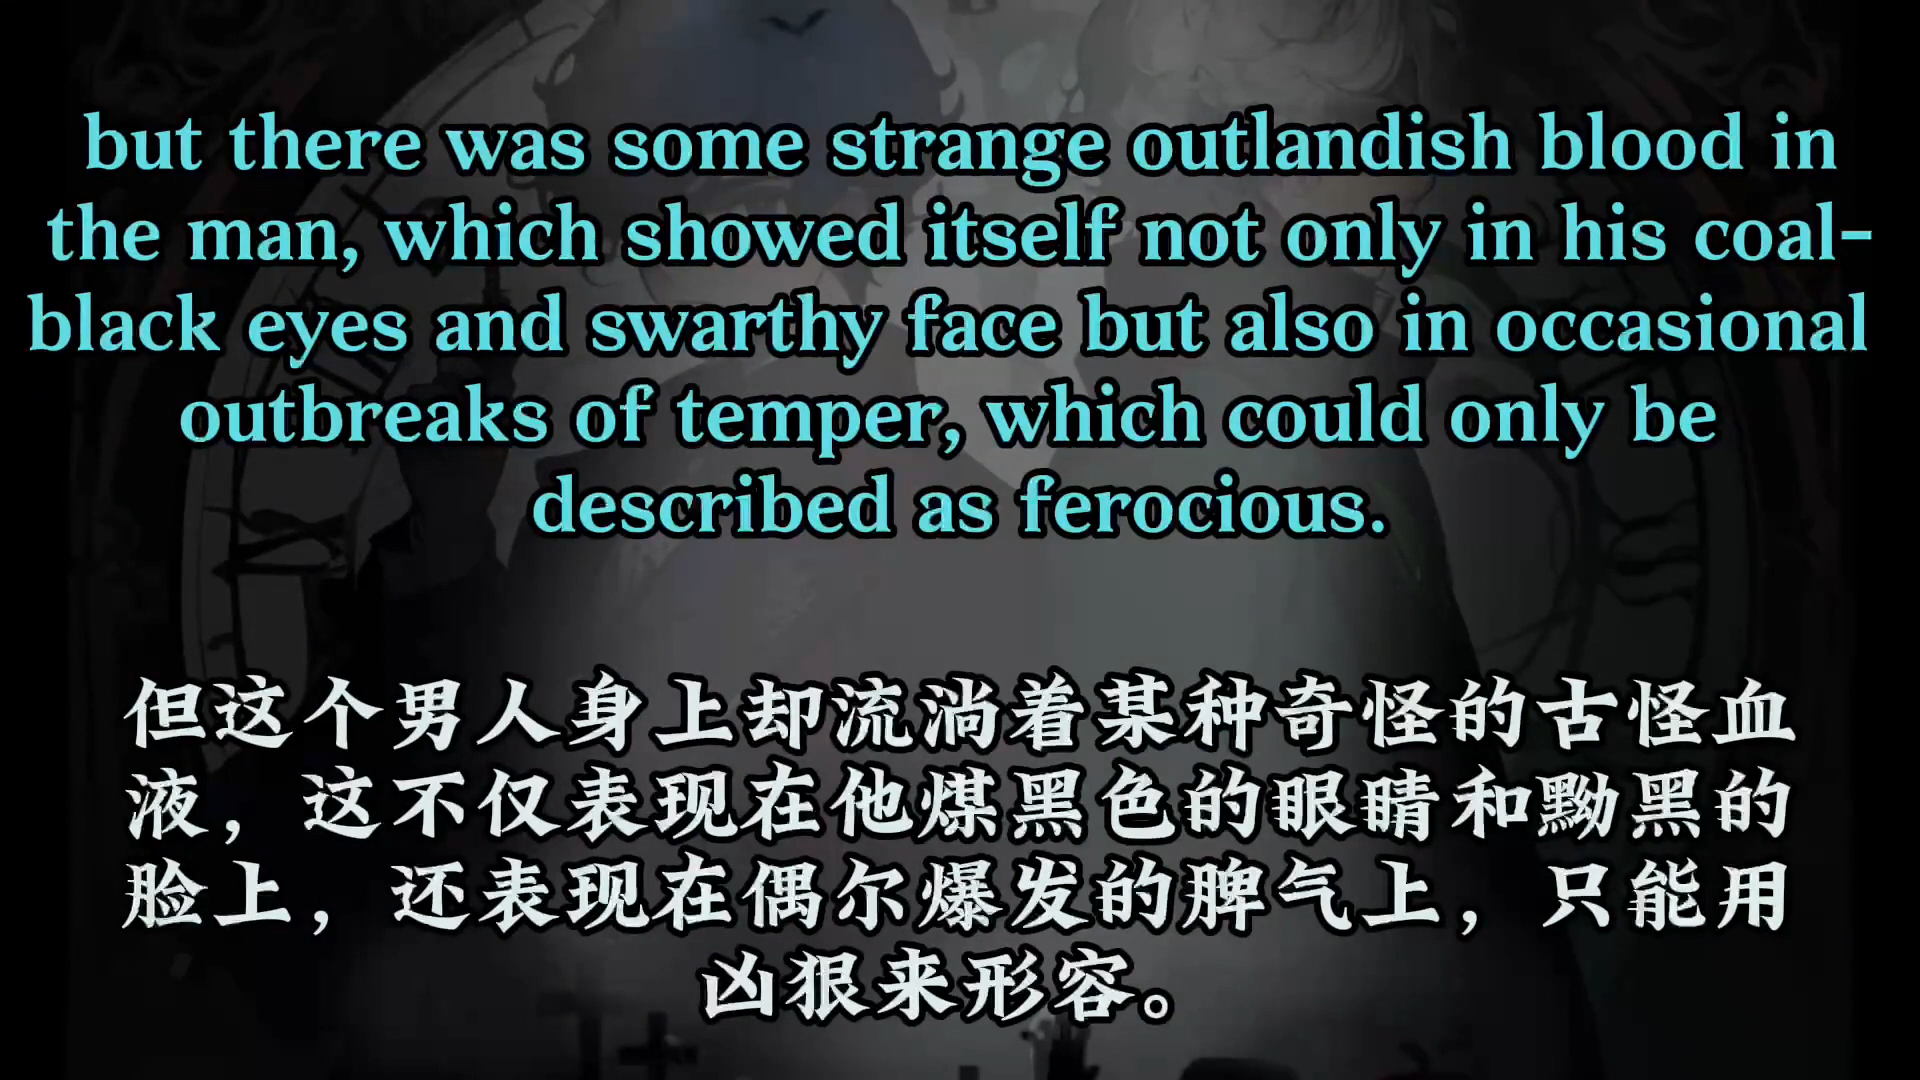 but there was some strange outlandish blood in
the man, which showed itself not only in his coal-
black eyes and swarthy face but also in occasional
outbreaks of temper, which could only be
described as ferocious.
但这个男人身上却流淌着某种奇怪的古怪血
液，这不仅表现在他煤黑色的眼睛和黝黑的
脸上，还表现在偶尔爆发的脾气上，只能用
凶狠来形容。